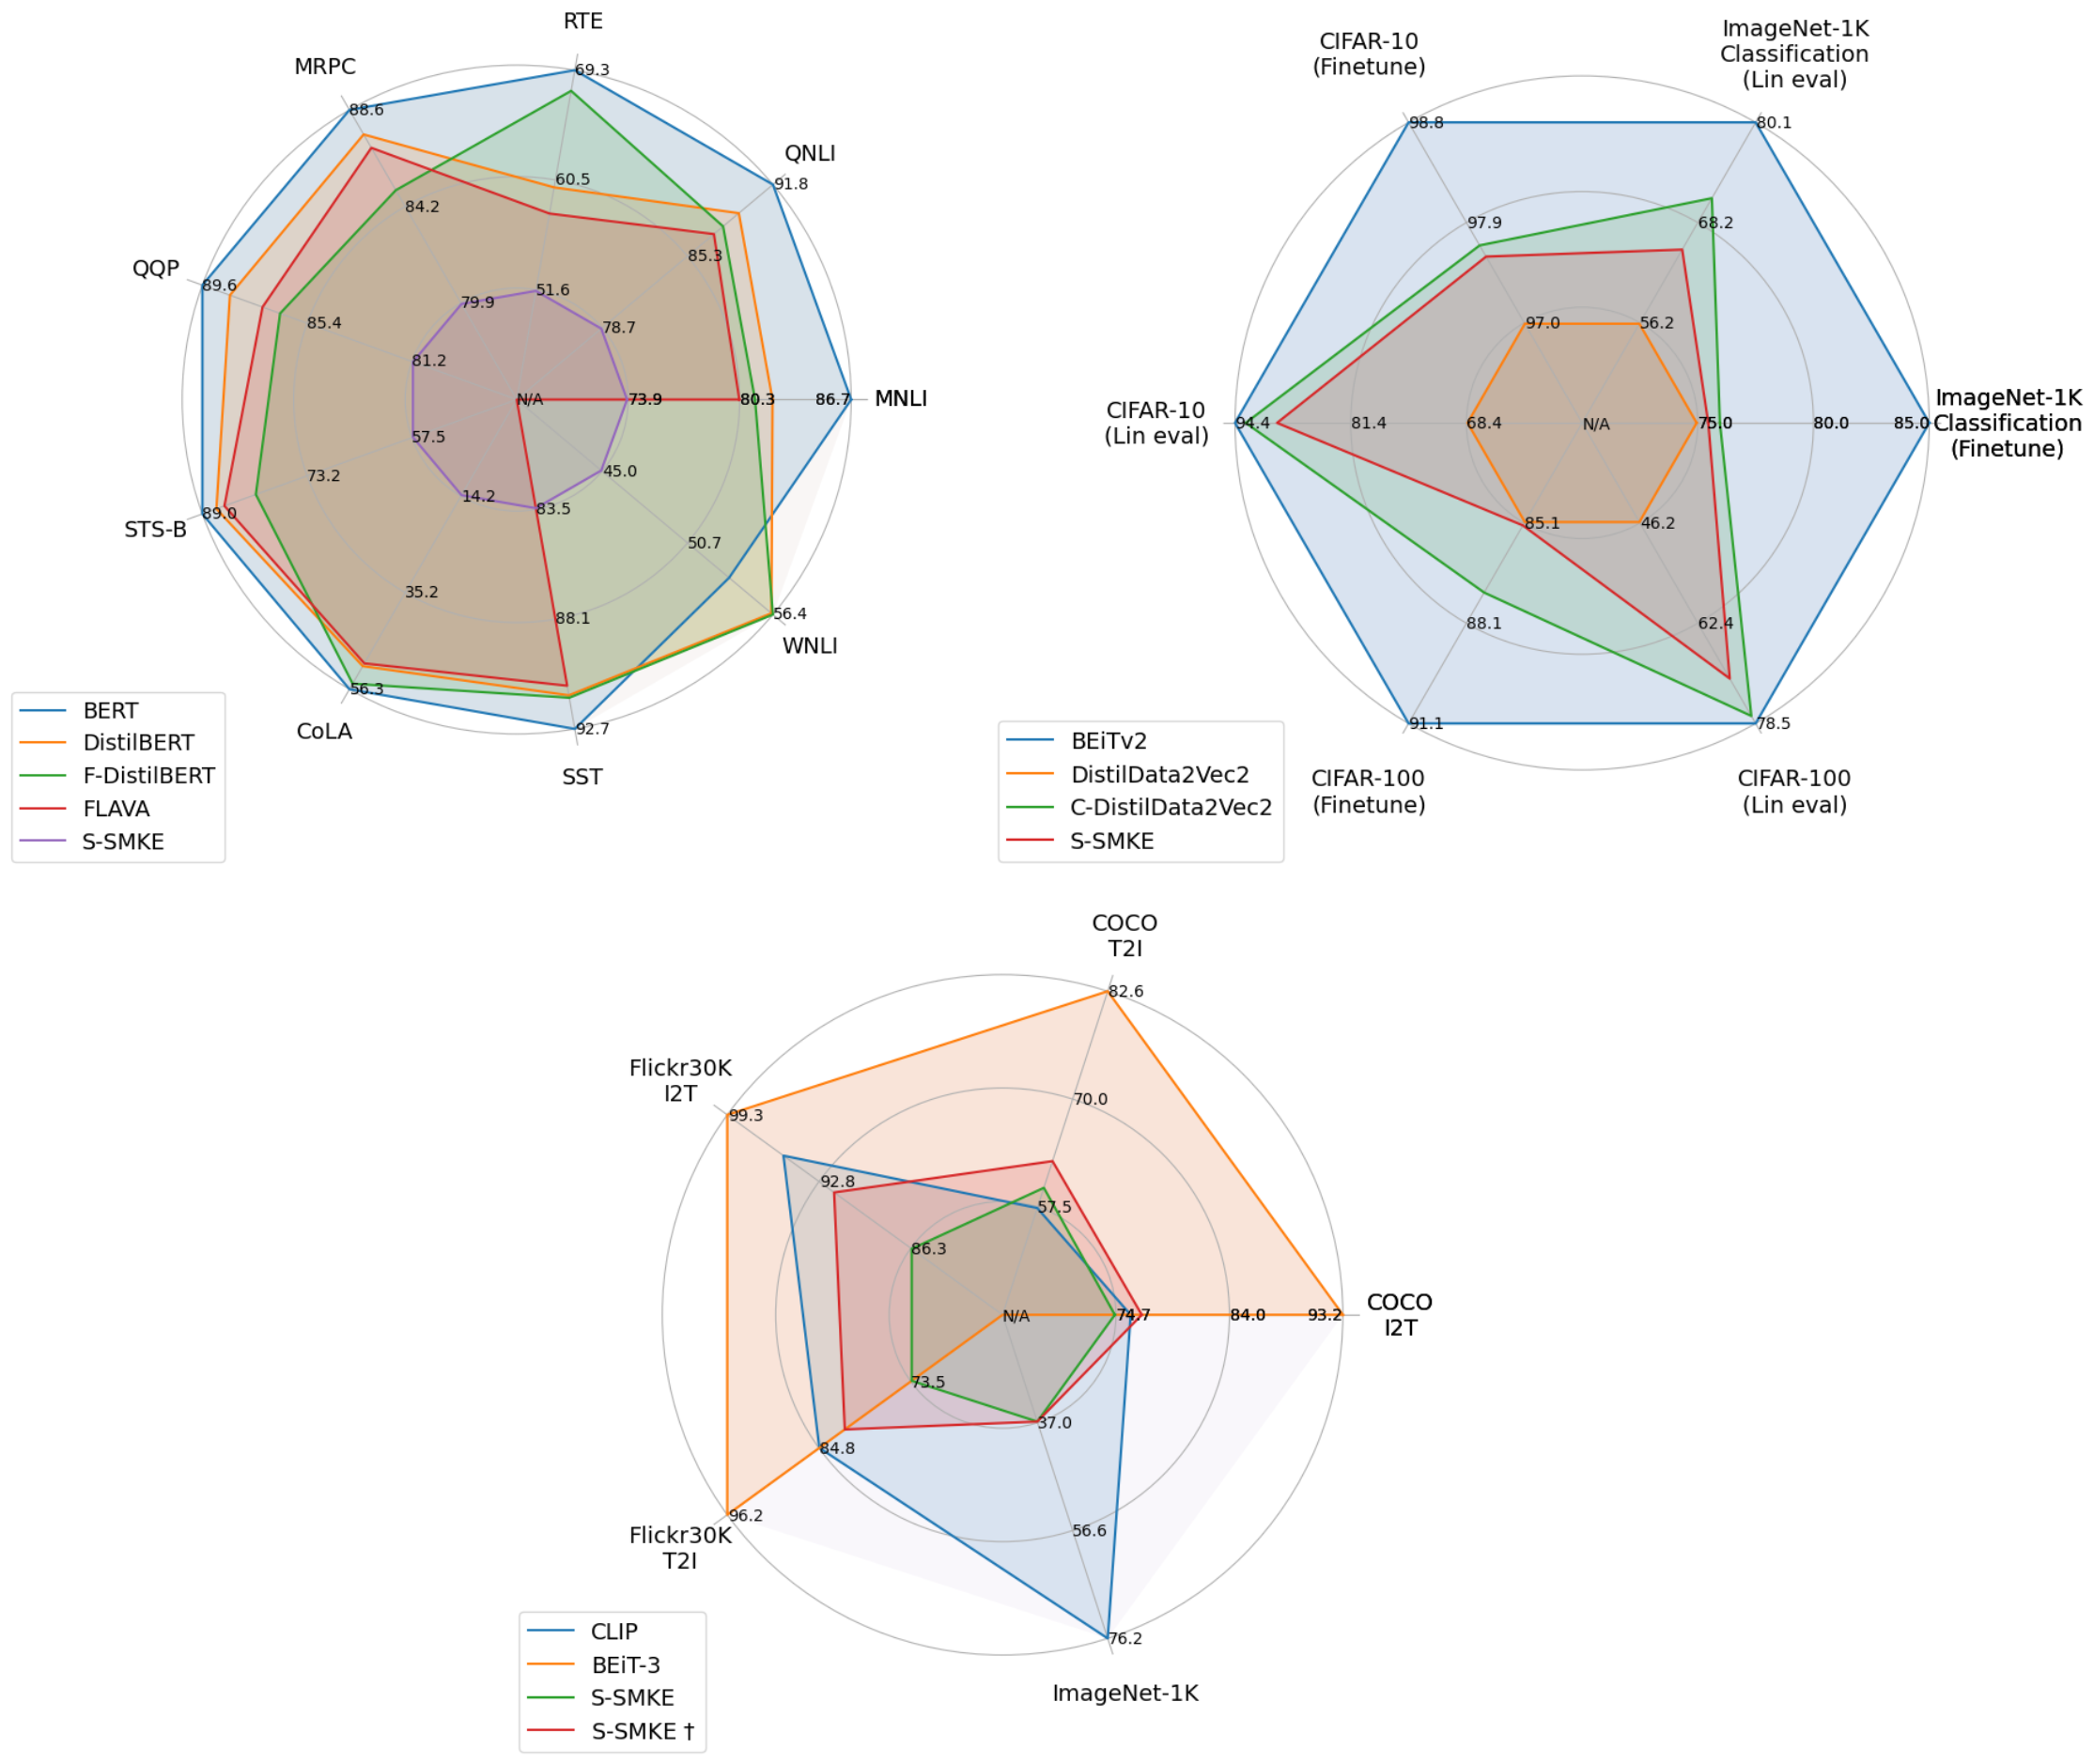 RTE
MRPC
69.3
88.6
QNLI
60.5
91.8
84.2
QQP
85.3
89.6
51.6
79.9
85.4
78.7
81.2
N/A
73.9
80.3
86.7
MNLI
57.5
45.0
73.2
14.2
83.5
STS-B
89.0
50.7
35.2
88.1
56.4
WNLI
CoLA
56.3
92.7
SST
BERT
DistilBERT
F-DistilBERT
FLAVA
S-SMKE
CIFAR-10
(Finetune)
ImageNet-1K
Classification
(Lin eval)
98.8
80.1
97.9
68.2
97.0
56.2
CIFAR-10
(Lin eval)
94.4
81.4
68.4
N/A
75.0
80.0
85.0
ImageNet-1K
Classification
(Finetune)
85.1
46.2
88.1
62.4
91.1
78.5
CIFAR-100
(Finetune)
CIFAR-100
(Lin eval)
BEiTv2
DistilData2Vec2
C-DistilData2Vec2
S-SMKE
COCO
T2I
82.6
Flickr30K
I2T
99.3
70.0
92.8
57.5
86.3
N/A
74.7
84.0
93.2
COCO
I2T
73.5
37.0
84.8
96.2
Flickr30K
T2I
56.6
76.2
ImageNet-1K
CLIP
BEiT-3
S-SMKE
S-SMKE †